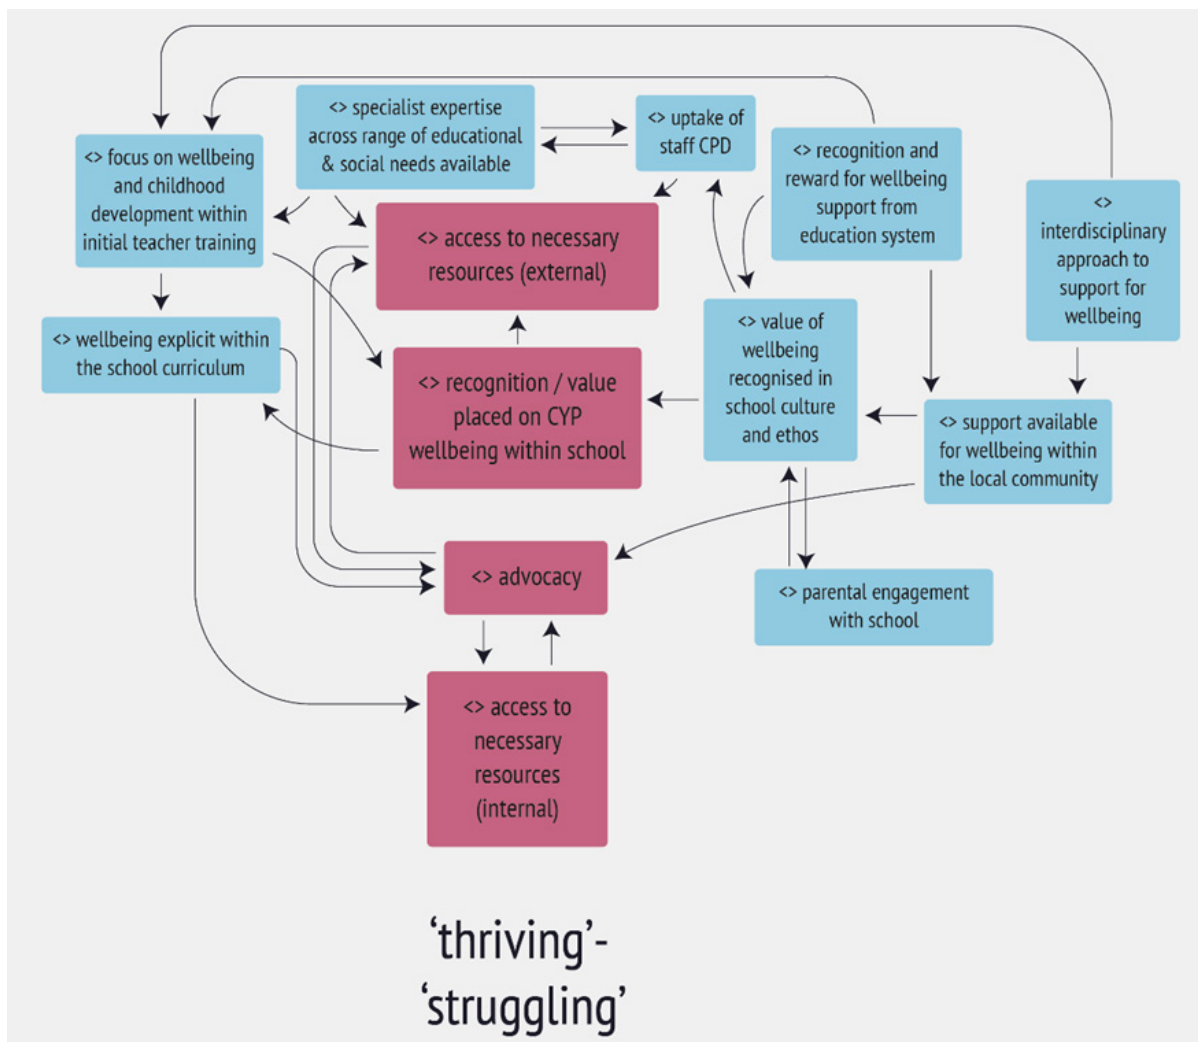 <> specialist expertise
across range of educational
& social needs available
<> uptake of
staff CPD
<> focus on wellbeing
and childhood
development within
initial teacher training
<> recognition and
reward for wellbeing
support from
education system
<>
interdisciplinary
approach to
support for
wellbeing
<> access to necessary
resources (external)
<> wellbeing explicit within
the school curriculum
<> value of
wellbeing
recognised in
school culture
and ethos
<> recognition / value
placed on CYP
wellbeing within school
<> support available
for wellbeing within
the local community
<> advocacy
<> parental engagement
with school
<> access to
necessary
resources
(internal)
‘thriving’-
‘struggling’